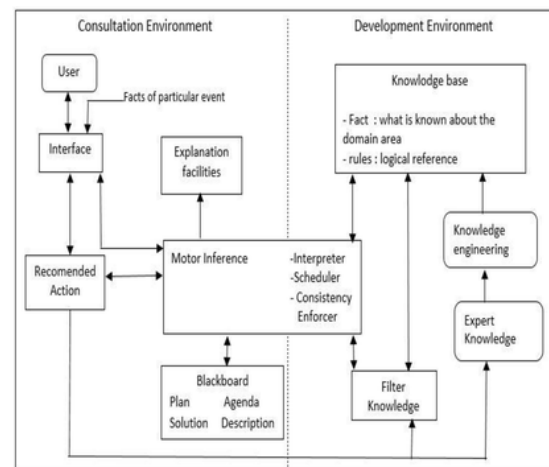 Consultation Environment
Development Environment
User
Facts of particular event
Interface
Explanation
facilities
Knowlodge base
- Fact : what is known about the
domain area
- rules : logical reference
Recomended
Action
Motor Inference
-Interpreter
-Scheduler
- Consistency
Enforcer
Knowledge
engineering
Expert
Knowledge
Blackboard
Plan Agenda
Solution Description
Filter
Knowledge